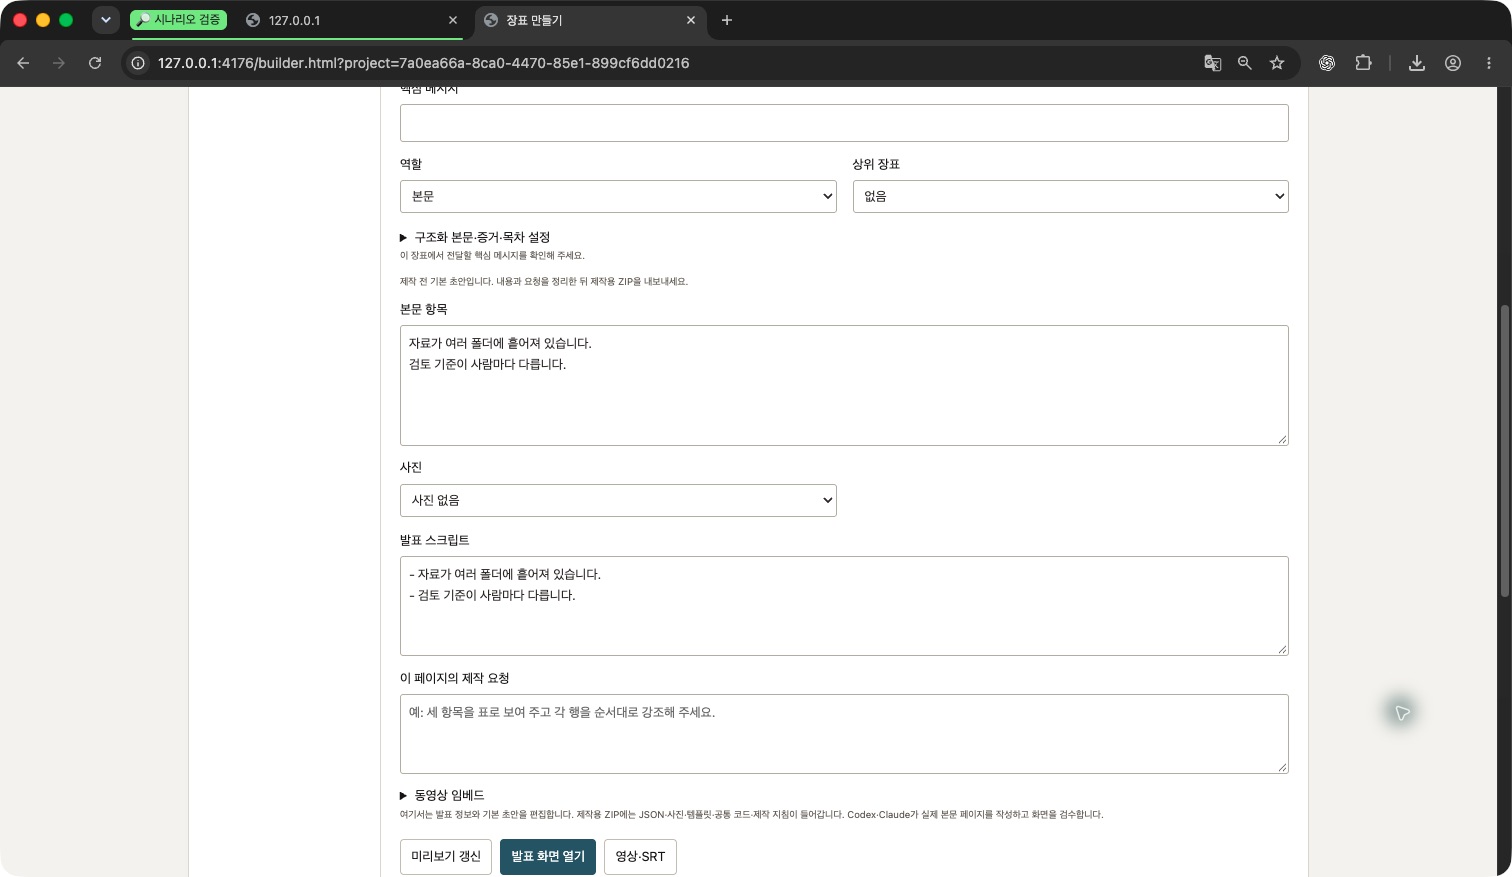 시나리오 검증
127.0.0.1
장표 만들기
127.0.0.1:4176/builder.html?project=7a0ea66a-8ca0-4470-85e1-899cf6dd0216
핵심 메시지
역할
상위 장표
본문
없음
구조화 본문·증거·목차 설정
이 장표에서 전달할 핵심 메시지를 확인해 주세요.
제작 전 기본 초안입니다. 내용과 요청을 정리한 뒤 제작용 ZIP을 내보내세요.
본문 항목
자료가 여러 폴더에 흩어져 있습니다.
검토 기준이 사람마다 다릅니다.
사진
사진 없음
발표 스크립트
- 자료가 여러 폴더에 흩어져 있습니다.
- 검토 기준이 사람마다 다릅니다.
이 페이지의 제작 요청
예: 세 항목을 표로 보여 주고 각 행을 순서대로 강조해 주세요.
동영상 임베드
여기서는 발표 정보와 기본 초안을 편집합니다. 제작용 ZIP에는 JSON·사진·템플릿·공통 코드·제작 지침이 들어갑니다. Codex·Claude가 실제 본문 페이지를 작성하고 화면을 검수합니다.
미리보기 갱신
발표 화면 열기
영상·SRT